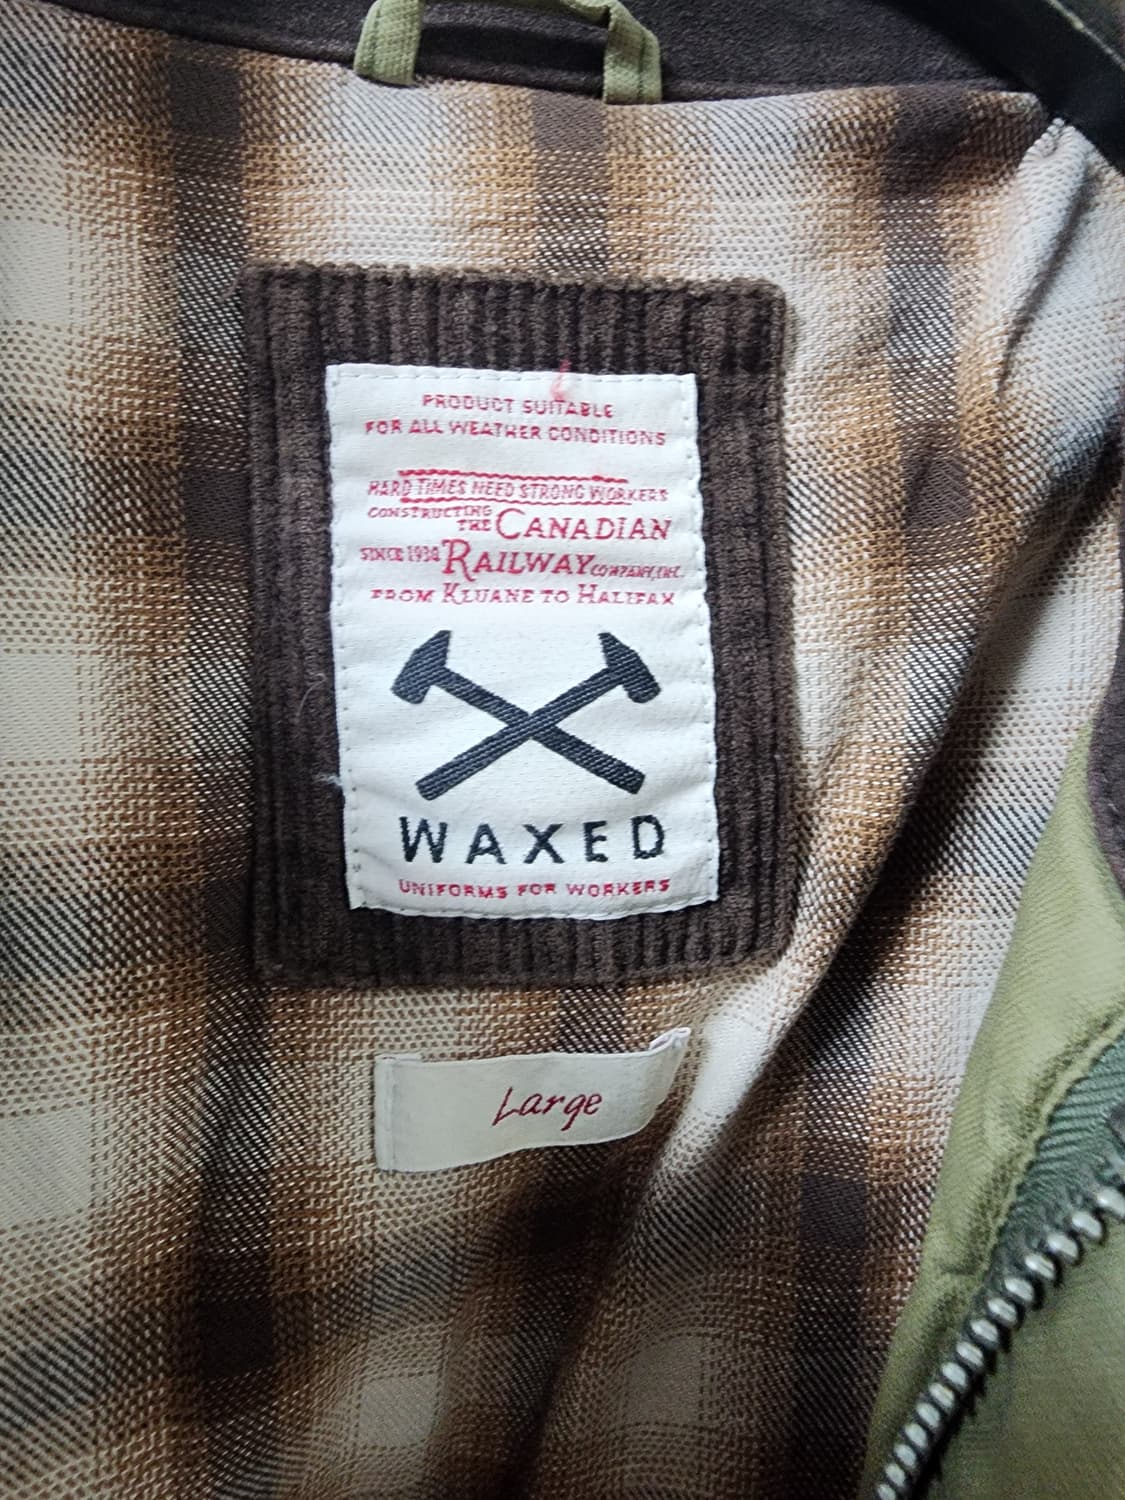 PRODUCT SUITABLE
FOR ALL WEATHER CONDITIONS
HARD TIMES NEED STRONG WORKERS
CONSTRUCTING THE CANADIAN
SINCE 1930 RAILWAY COMPANY, INC.
FROM KLUANE TO HALIFAX
WAXED
UNIFORMS FOR WORKERS
Large